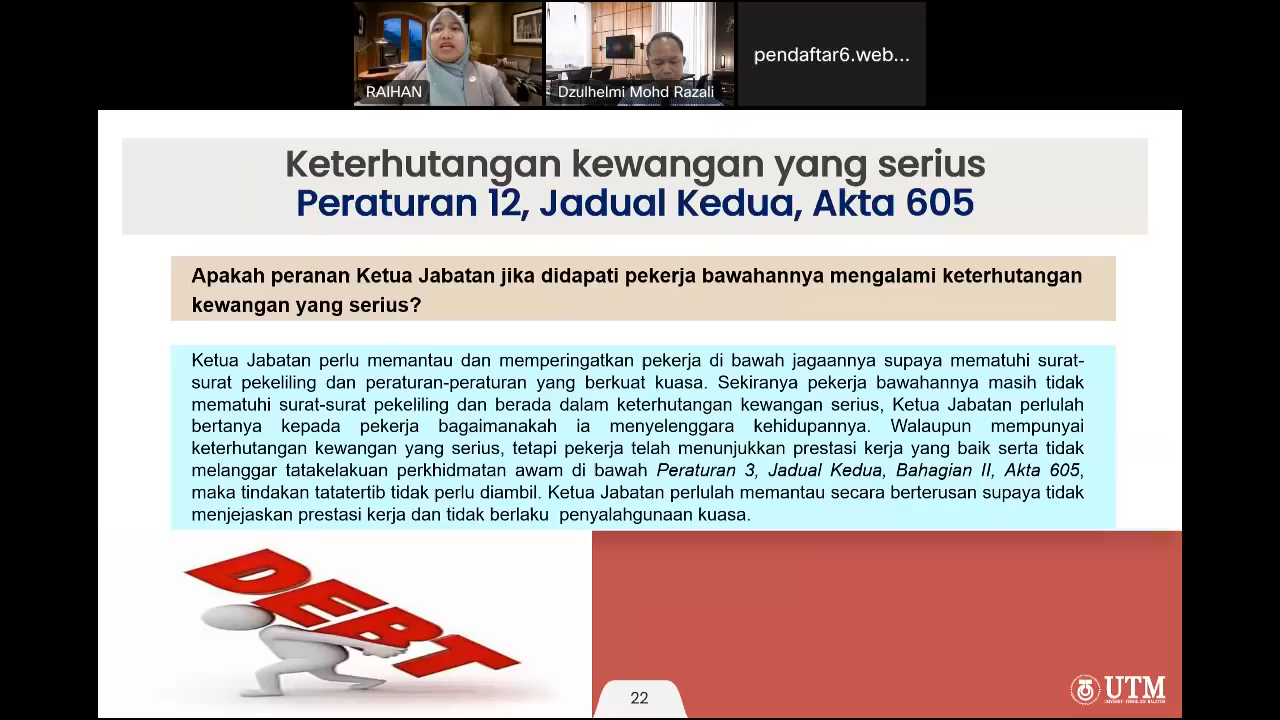 RAIHAN
Dzulhelmi Mohd Razali
pendaftar6.web...
Keterhutangan kewangan yang serius
Peraturan 12, Jadual Kedua, Akta 605
Apakah peranan Ketua Jabatan jika didapati pekerja bawahannya mengalami keterhutangan
kewangan yang serius?
Ketua Jabatan perlu memantau dan memperingatkan pekerja di bawah jagaannya supaya mematuhi surat-
surat pekeliling dan peraturan-peraturan yang berkuat kuasa. Sekiranya pekerja bawahannya masih tidak
mematuhi surat-surat pekeliling dan berada dalam keterhutangan kewangan serius, Ketua Jabatan perlulah
bertanya kepada pekerja bagaimanakah ia menyelenggara kehidupannya. Walaupun mempunyai
keterhutangan kewangan yang serius, tetapi pekerja telah menunjukkan prestasi kerja yang baik serta tidak
melanggar tatakelakuan perkhidmatan awam di bawah Peraturan 3, Jadual Kedua, Bahagian II, Akta 605,
maka tindakan tatatertib tidak perlu diambil. Ketua Jabatan perlulah memantau secara berterusan supaya tidak
menjejaskan prestasi kerja dan tidak berlaku penyalahgunaan kuasa.
DEBT
22
UTM
UNIVERSITI TEKNOLOGI MALAYSIA